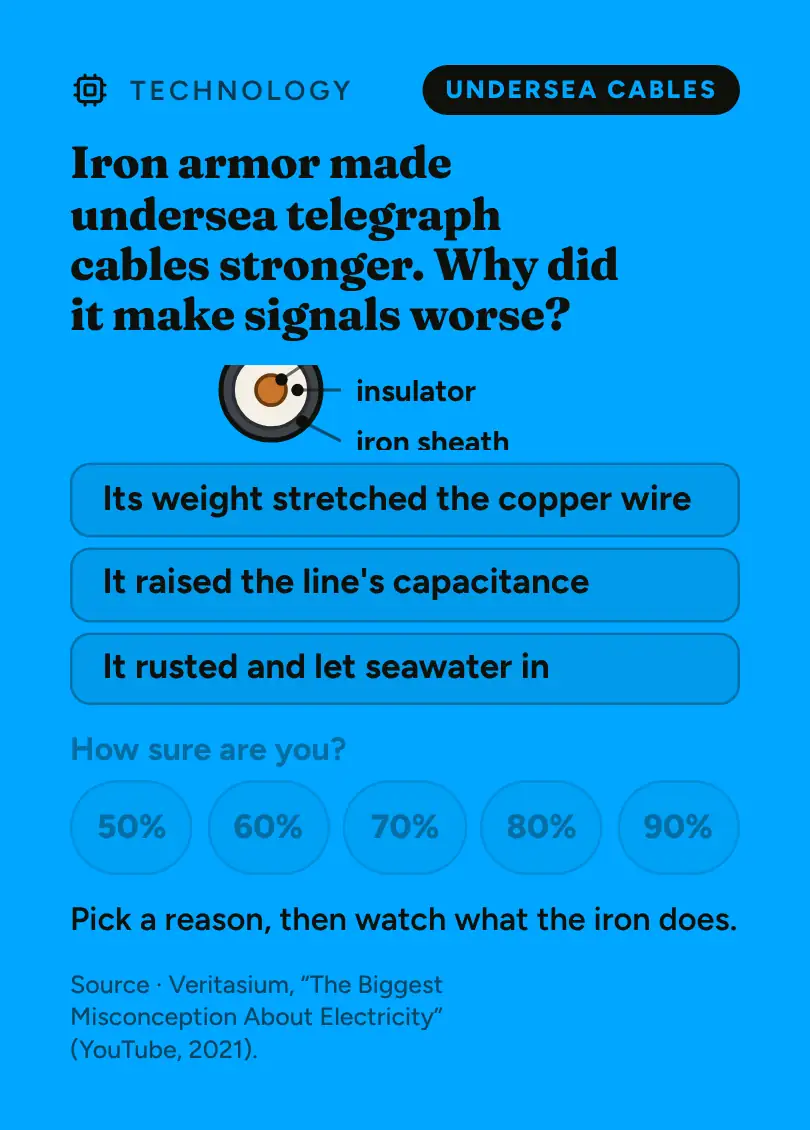 TECHNOLOGY
UNDERSEA CABLES
Iron armor made
undersea telegraph
cables stronger. Why did
it make signals worse?
insulator
iron sheath
Its weight stretched the copper wire
It raised the line's capacitance
It rusted and let seawater in
How sure are you?
50% 60% 70% 80% 90%
Pick a reason, then watch what the iron does.
Source · Veritasium, “The Biggest
Misconception About Electricity”
(YouTube, 2021).